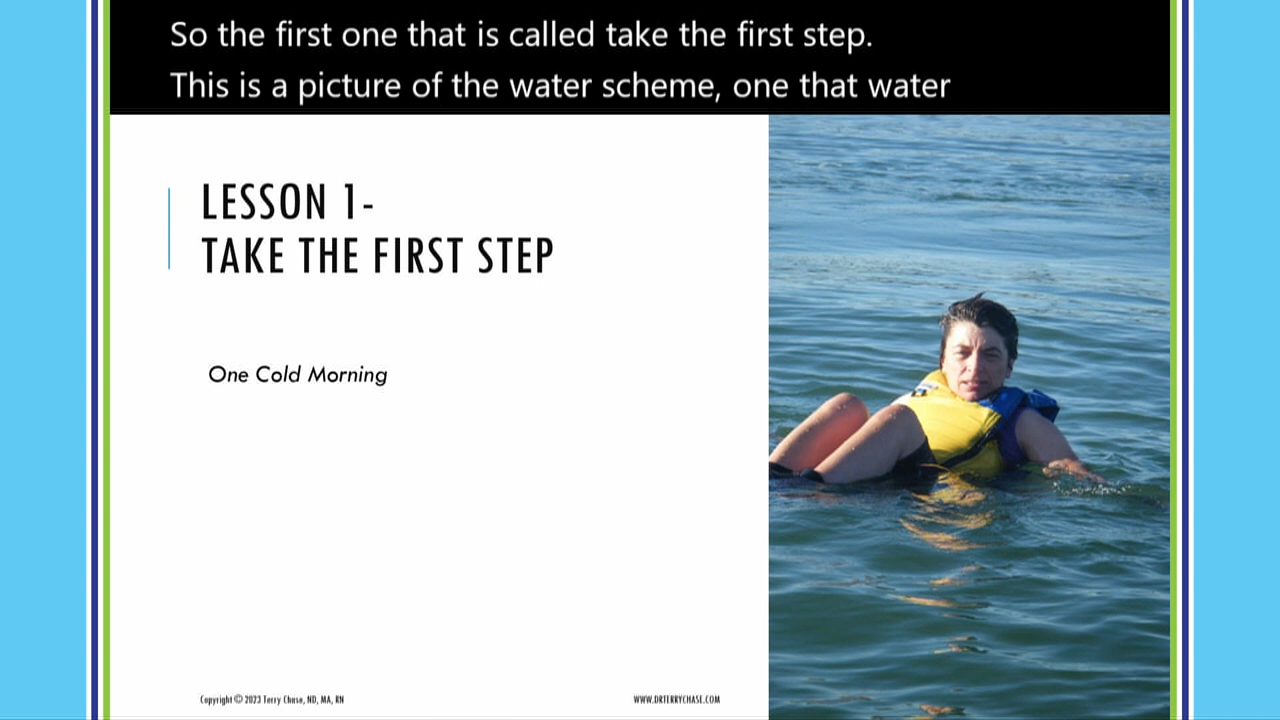 So the first one that is called take the first step.
This is a picture of the water scheme, one that water
LESSON 1-
TAKE THE FIRST STEP
One Cold Morning
Copyright © 2023 Terry Chase, ND, MA, RN
WWW.DRTERRYCHASE.COM